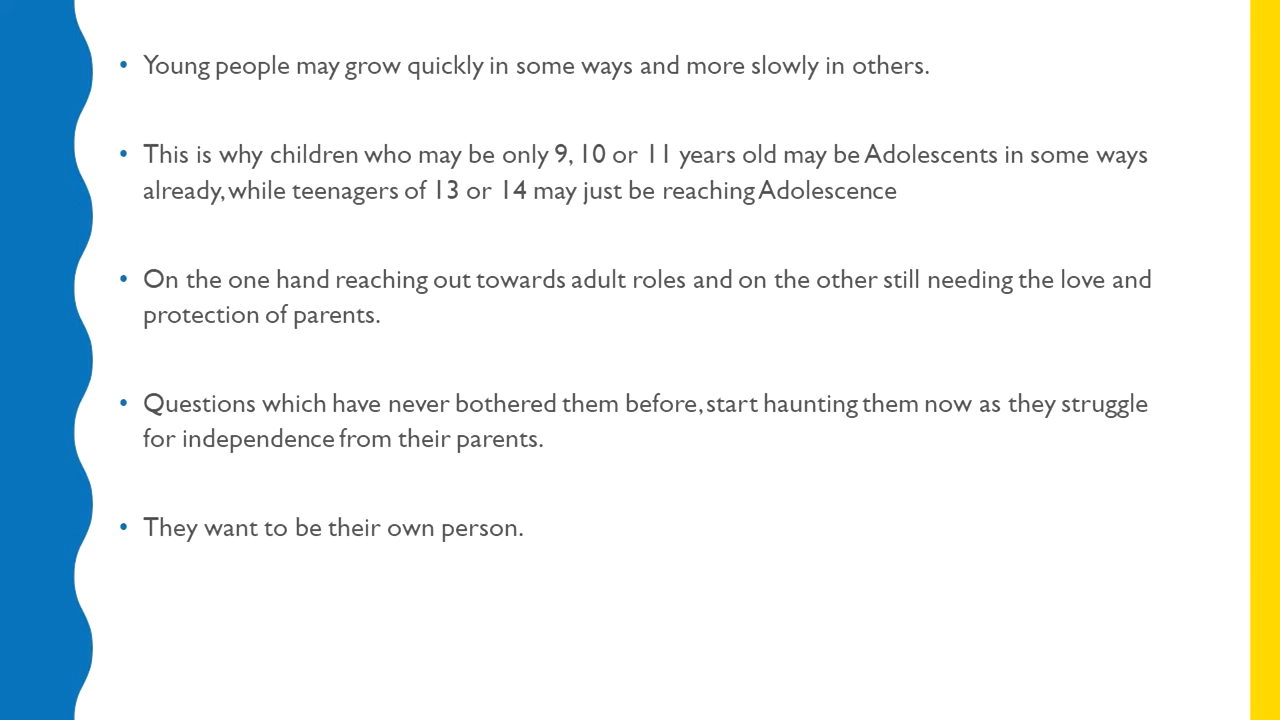 • Young people may grow quickly in some ways and more slowly in others.
• This is why children who may be only 9, 10 or 11 years old may be Adolescents in some ways
already, while teenagers of 13 or 14 may just be reaching Adolescence
• On the one hand reaching out towards adult roles and on the other still needing the love and
protection of parents.
• Questions which have never bothered them before, start haunting them now as they struggle
for independence from their parents.
• They want to be their own person.